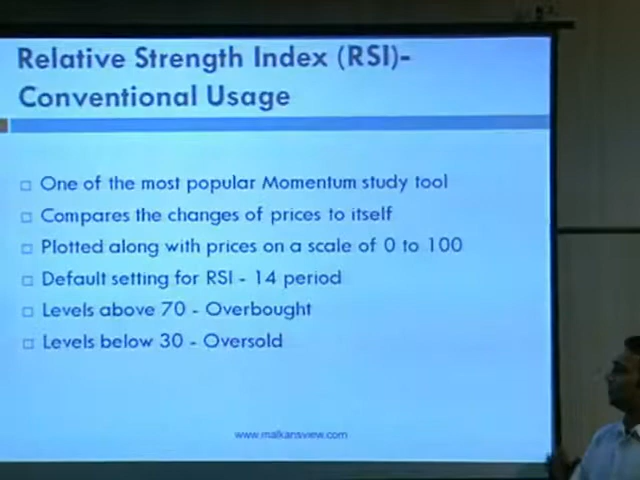 Relative Strength Index (RSI)-
Conventional Usage
One of the most popular Momentum study tool
Compares the changes of prices to itself
Plotted along with prices on a scale of 0 to 100
Default setting for RSI - 14 period
Levels above 70 - Overbought
Levels below 30 - Oversold
www.malkansview.com